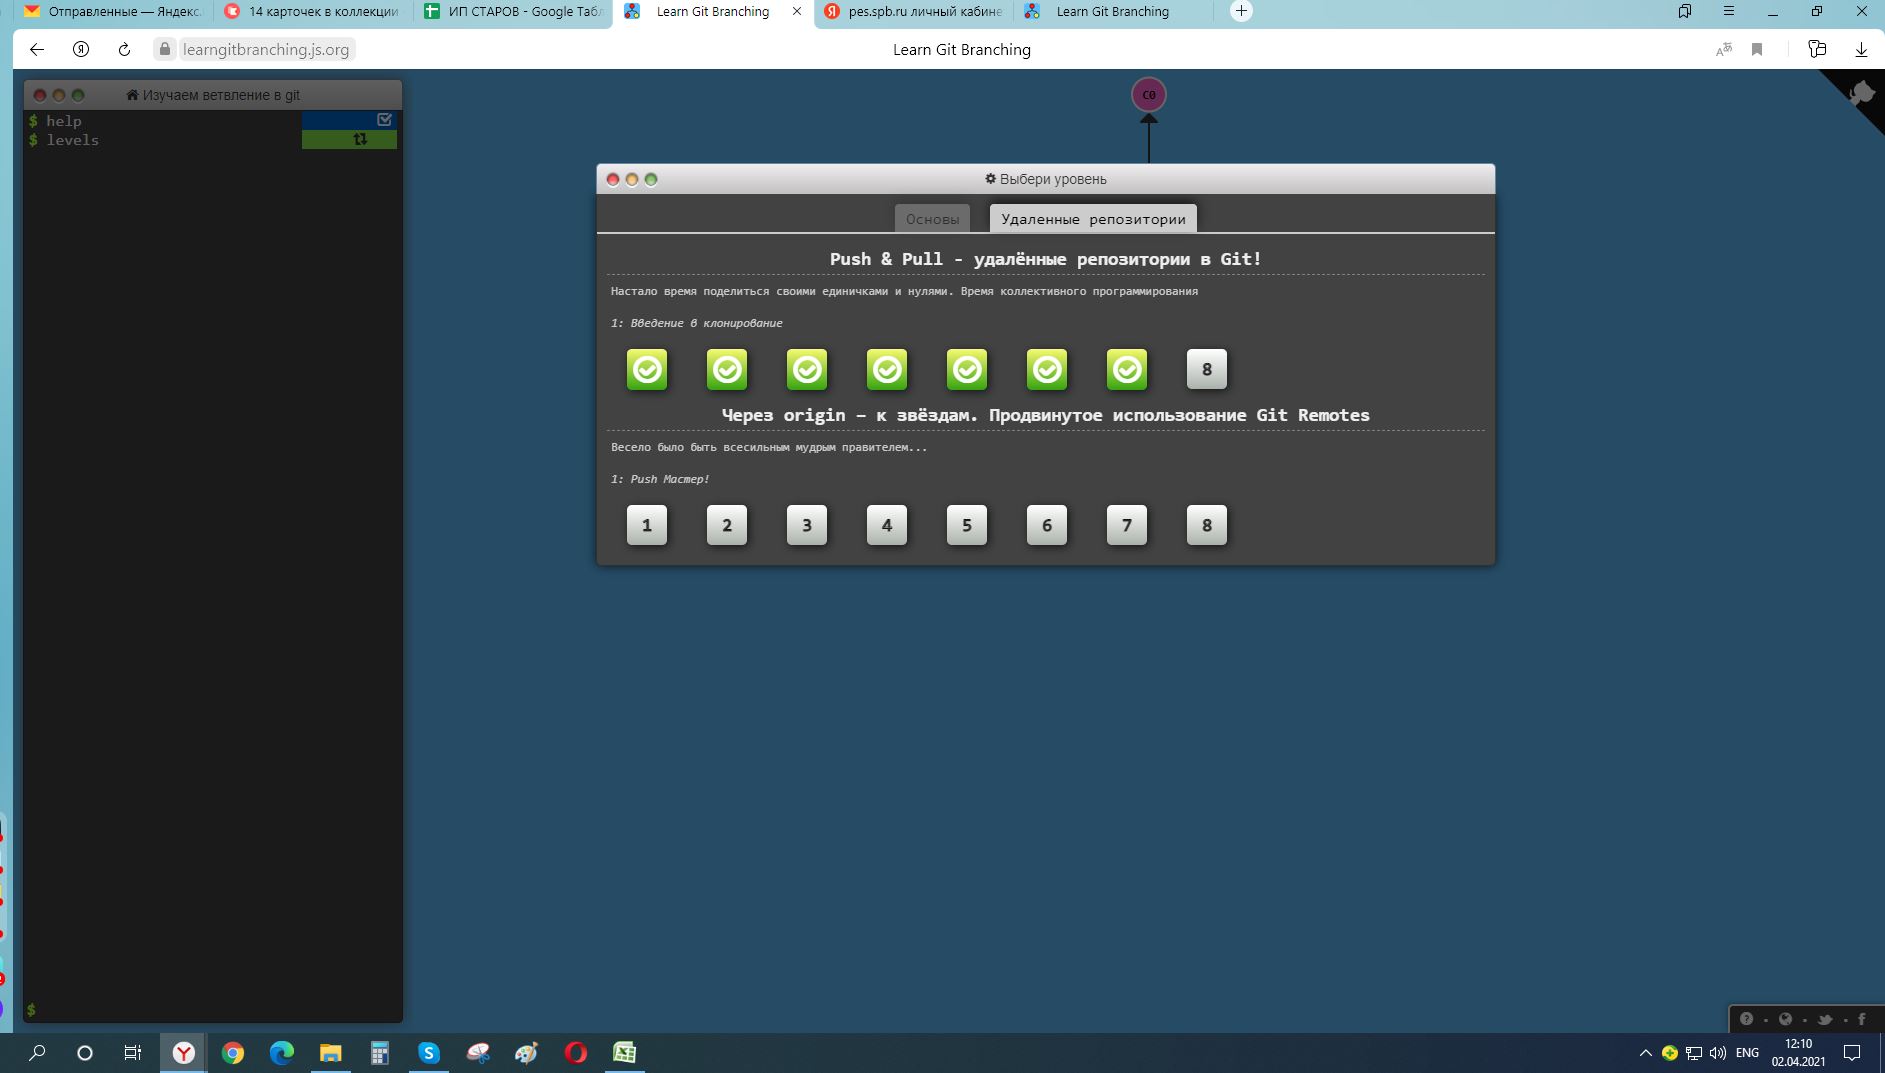 Отправленные — Яндекс.
14 карточек в коллекции
ИП СТАРОВ - Google Табл
Learn Git Branching
pes.spb.ru личный кабине
Learn Git Branching
learngitbranching.js.org
Learn Git Branching
Изучаем ветвление в git
$ help
$ levels
C0
Выбери уровень
Основы
Удаленные репозитории
Push & Pull - удалённые репозитории в Git!
Настало время поделиться своими единичками и нулями. Время коллективного программирования
1: Введение в клонирование
8
Через origin – к звёздам. Продвинутое использование Git Remotes
Весело было быть всесильным мудрым правителем...
1: Push Мастер!
1 2 3 4 5 6 7 8
$
ENG
12:10
02.04.2021